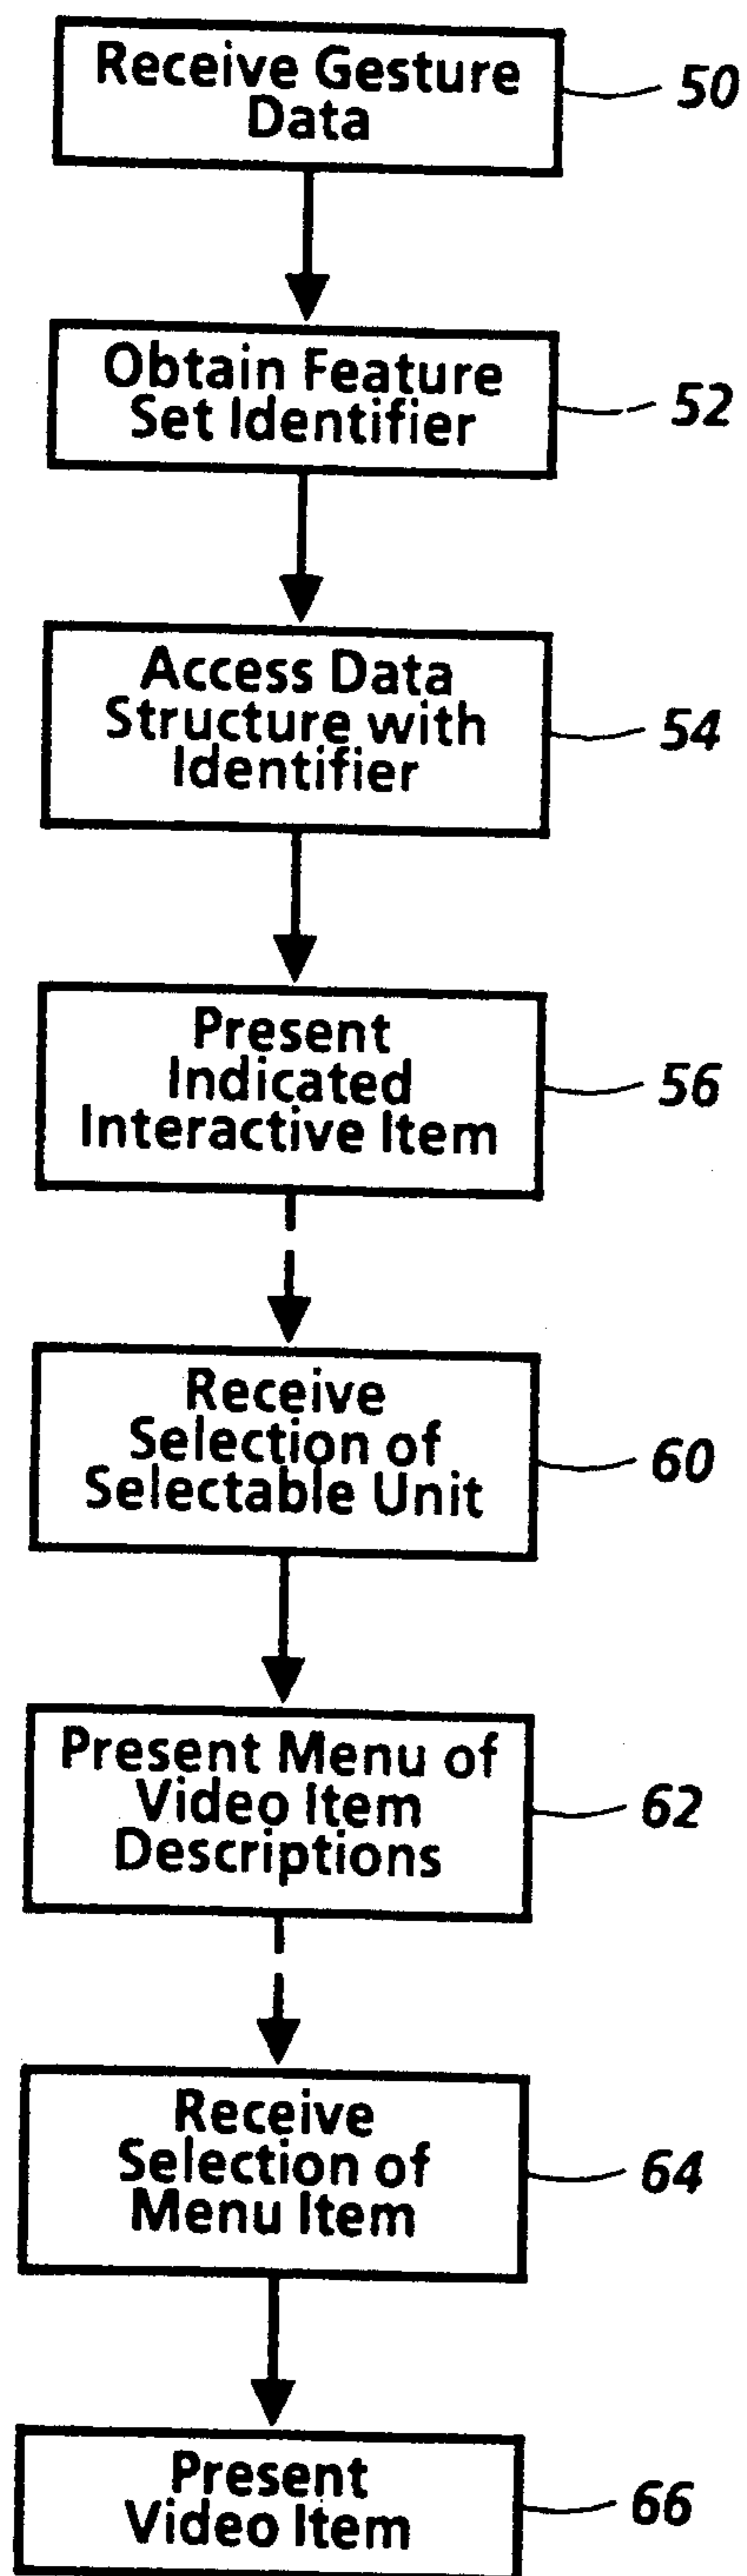 Receive Gesture
Data
50
Obtain Feature
Set Identifier
52
Access Data
Structure with
Identifier
54
Present
Indicated
Interactive Item
56
Receive
Selection of
Selectable Unit
60
Present Menu of
Video Item
Descriptions
62
Receive
Selection of
Menu Item
64
Present
Video Item
66